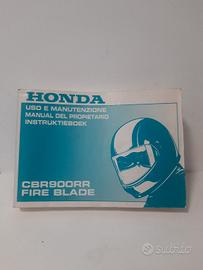 HONDA
USO E MANUTENZIONE
MANUAL DEL PROPIETARIO
INSTRUKTIEBOEK
CBR900RR
FIRE BLADE
subito